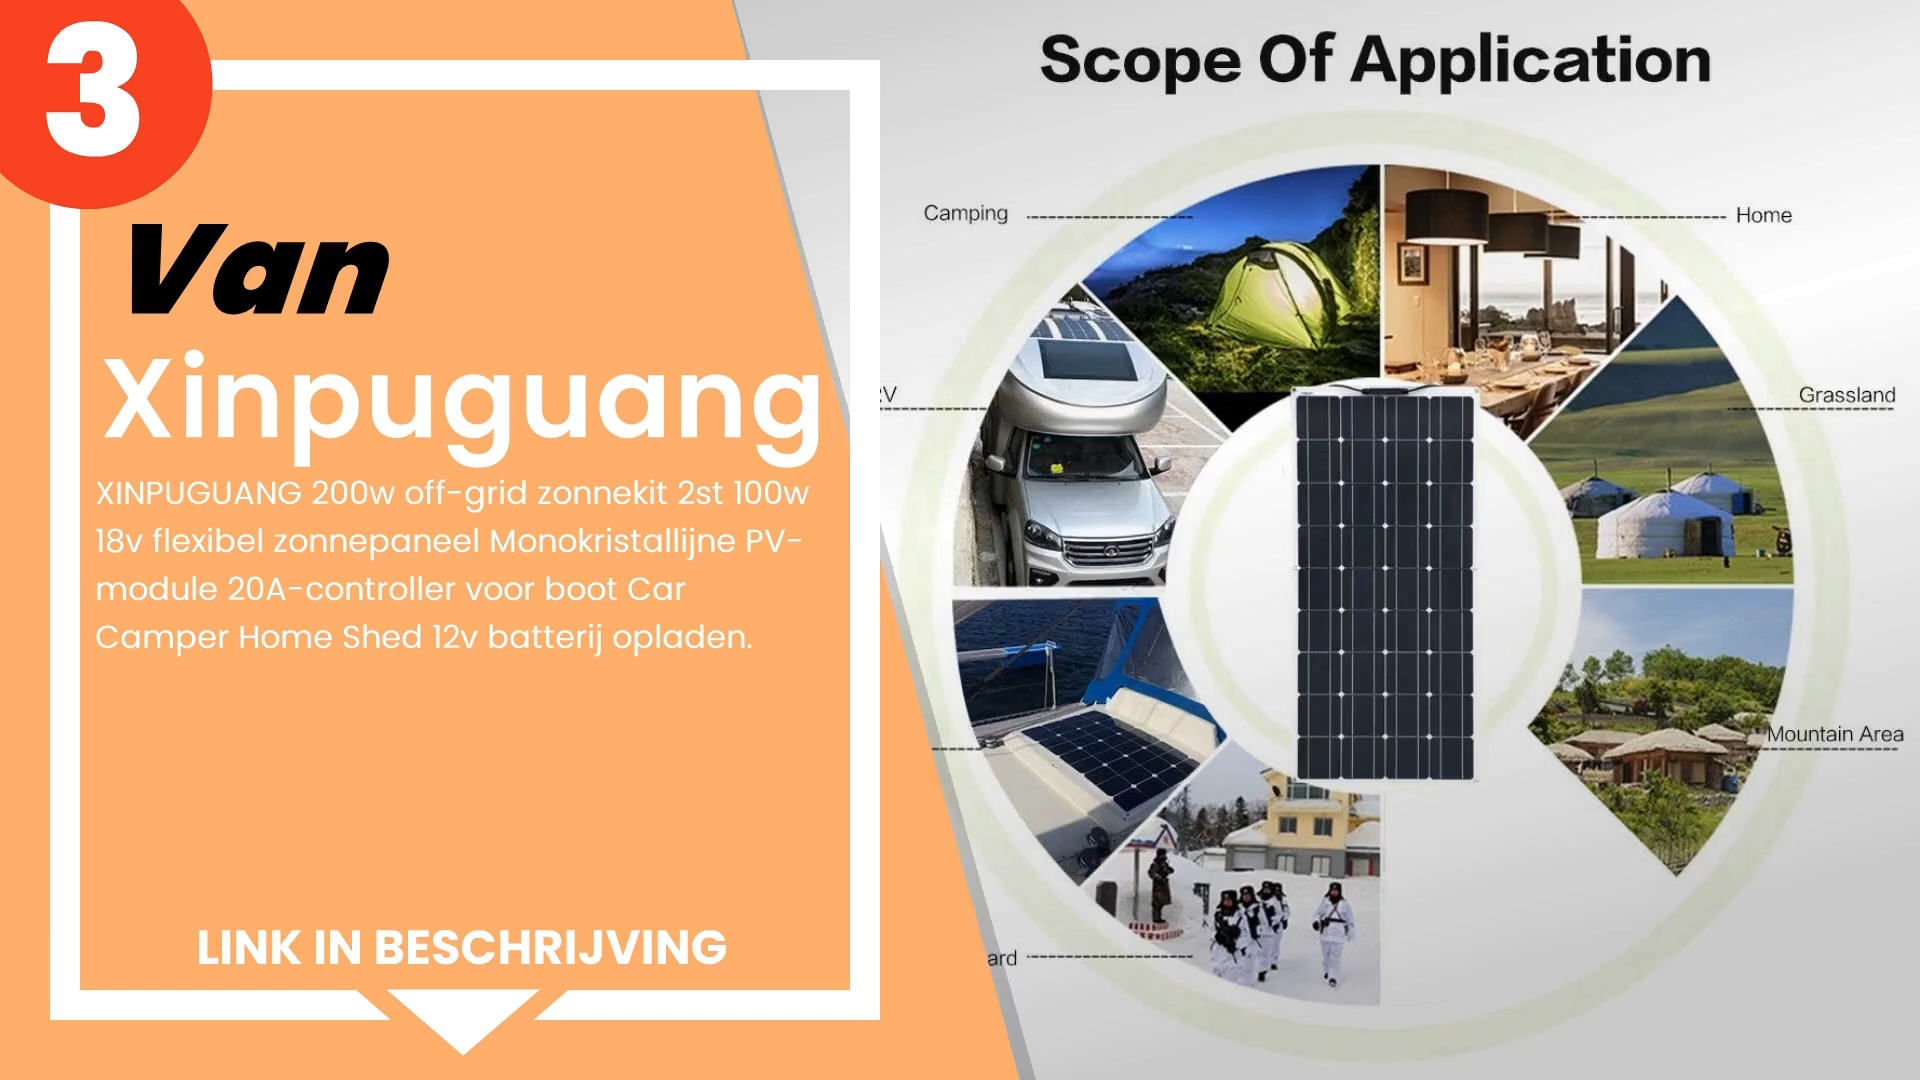 3
Van
Xinpuguang
XINPUGUANG 200w off-grid zonnekit 2st 100w
18v flexibel zonnepaneel Monokristallijne PV-
module 20A-controller voor boot Car
Camper Home Shed 12v batterij opladen.
LINK IN BESCHRIJVING
Scope Of Application
Camping
Home
Grassland
Mountain Area
ard